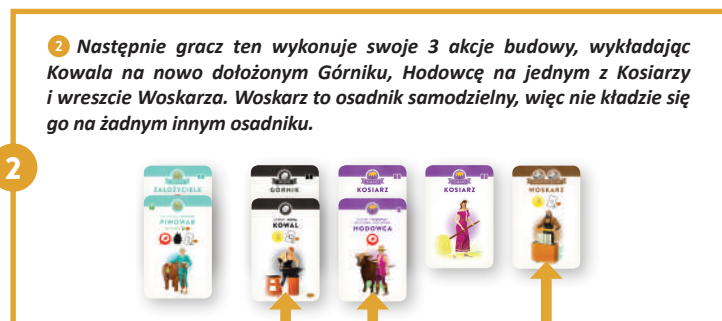 2 Następnie gracz ten wykonuje swoje 3 akcje budowy, wykładając
Kowala na nowo dołożonym Górniku, Hodowcę na jednym z Kosiarzy
i wreszcie Woskarza. Woskarz to osadnik samodzielny, więc nie kładzie się
go na żadnym innym osadniku.
2
ZAŁOŻYCIELE
GÓRNIK
KOSIARZ
KOSIARZ
WOSKARZ
PIWOWAR
KOWAL
HODOWCA